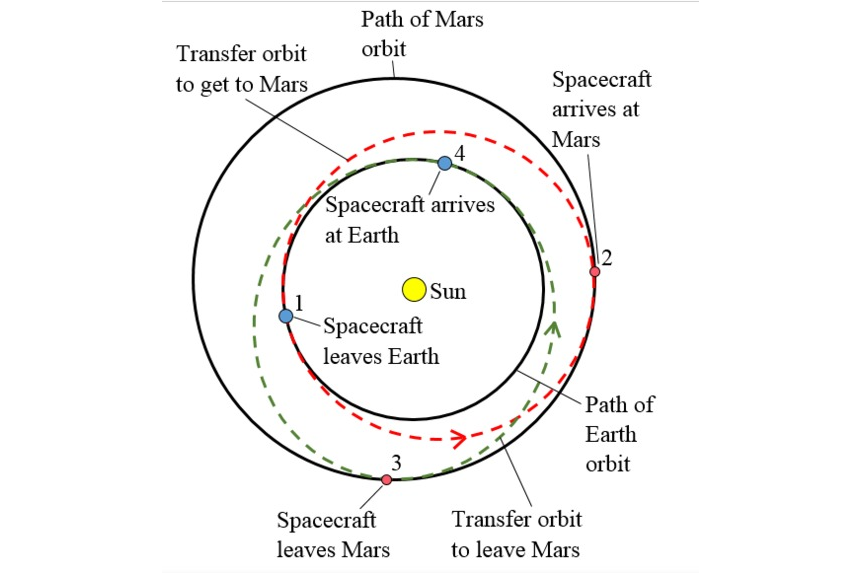 Path of Mars
orbit
Transfer orbit
to get to Mars
Spacecraft
arrives at
Mars
4
Spacecraft arrives
at Earth
2
Sun
1
Spacecraft
leaves Earth
Path of
Earth
orbit
3
Spacecraft
leaves Mars
Transfer orbit
to leave Mars